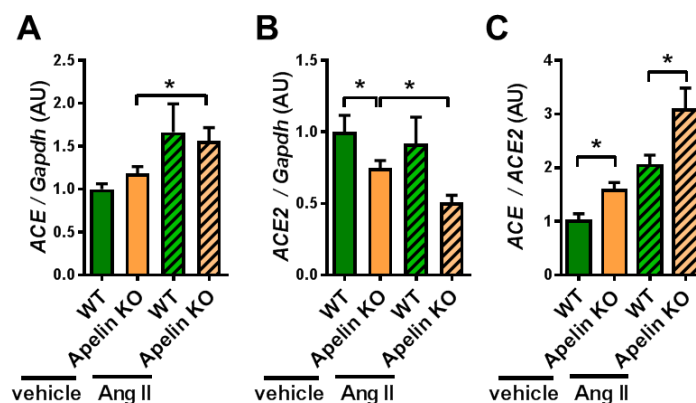 A
ACE / Gapdh (AU)
2.5
2.0
1.5
1.0
0.5
0.0
*
WT
Apelin KO
WT
Apelin KO
vehicle
Ang II
B
ACE2 / Gapdh (AU)
1.5
1.0
0.5
0.0
*
*
WT
Apelin KO
WT
Apelin KO
vehicle
Ang II
C
ACE / ACE2 (AU)
4
3
2
1
0
*
*
WT
Apelin KO
WT
Apelin KO
vehicle
Ang II